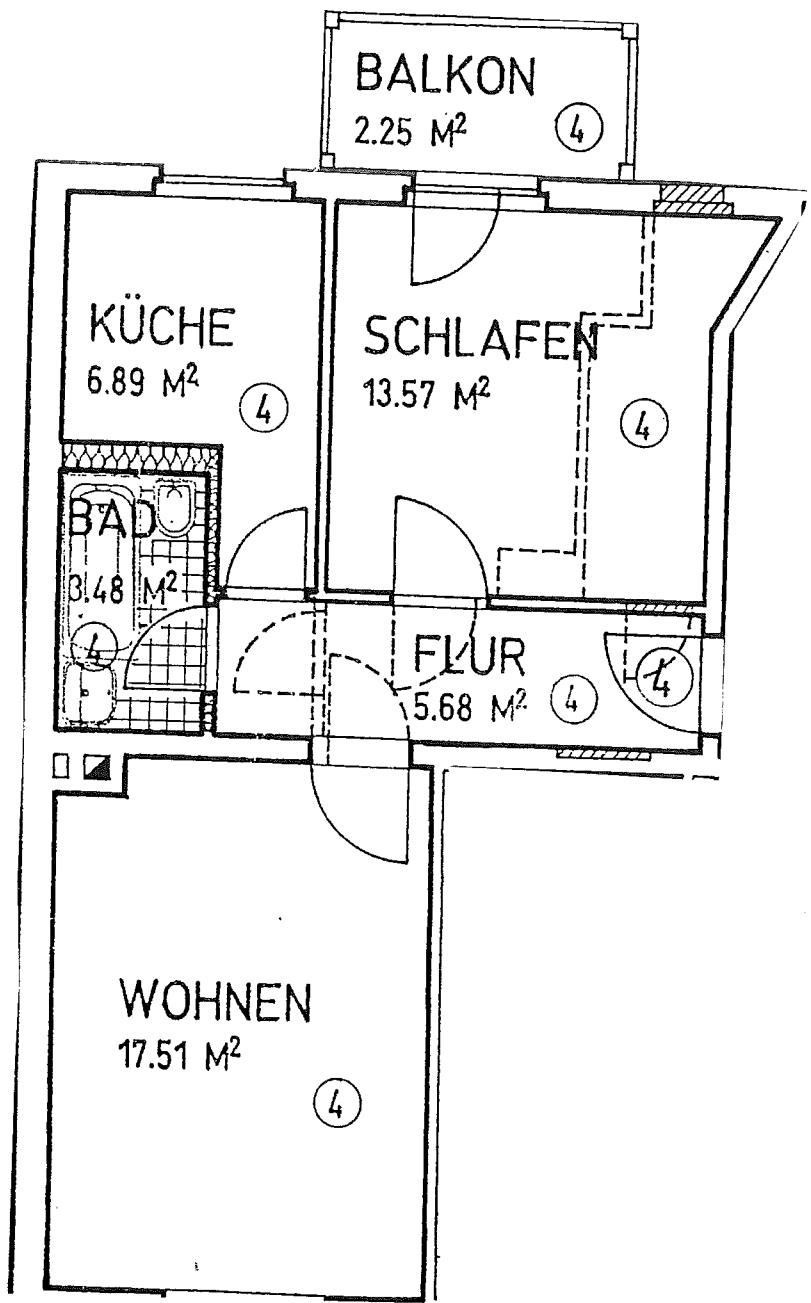 BALKON
2.25 M²
4
KÜCHE
6.89 M²
4
SCHLAFEN
13.57 M²
4
BAD
3.48 M²
4
FLUR
5.68 M²
4
4
WOHNEN
17.51 M²
4